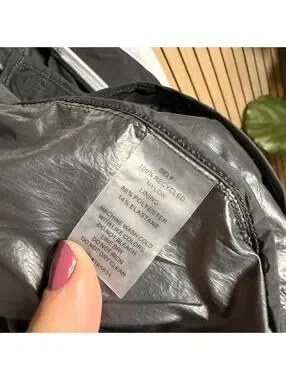 SELF
100% RECYCLED
NYLON
LINING
86% POLYESTER
14% ELASTANE
MACHINE WASH COLD
WITH LIKE COLORS
DO NOT BLEACH
LINE DRY
DO NOT IRON
DO NOT DRY CLEAN